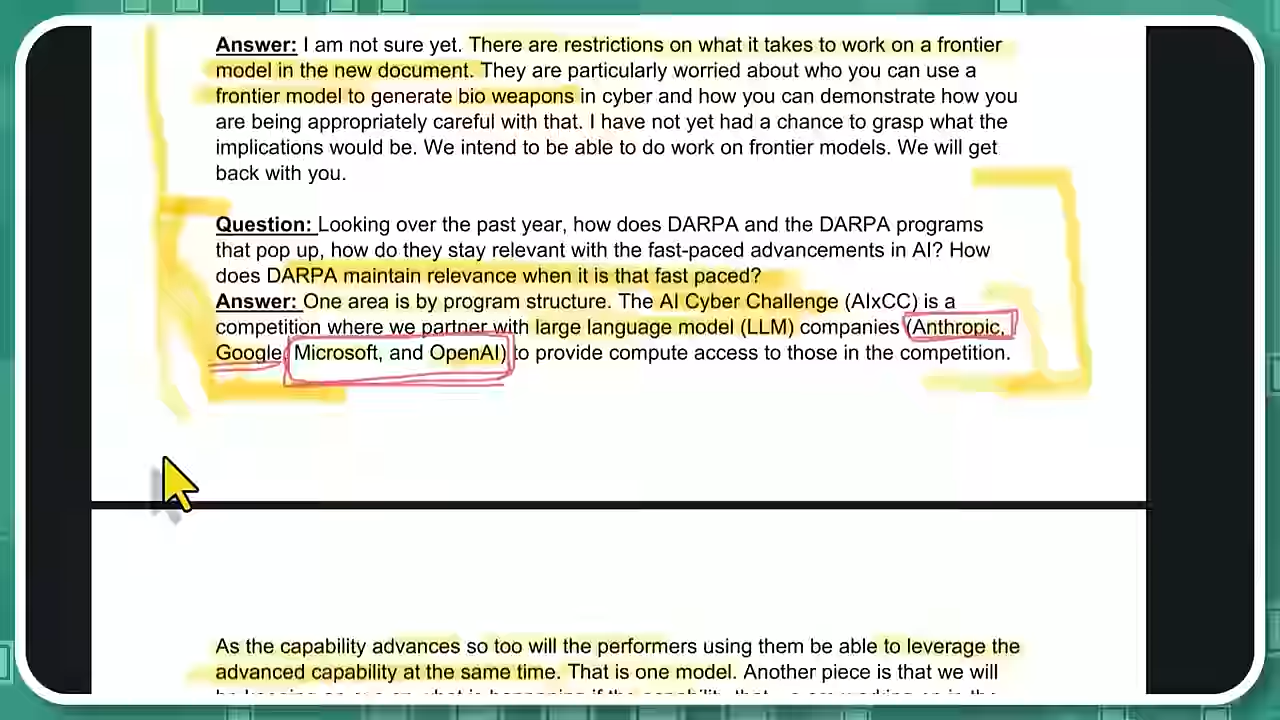 Answer: I am not sure yet. There are restrictions on what it takes to work on a frontier
model in the new document. They are particularly worried about who you can use a
frontier model to generate bio weapons in cyber and how you can demonstrate how you
are being appropriately careful with that. I have not yet had a chance to grasp what the
implications would be. We intend to be able to do work on frontier models. We will get
back with you.
Question: Looking over the past year, how does DARPA and the DARPA programs
that pop up, how do they stay relevant with the fast-paced advancements in AI? How
does DARPA maintain relevance when it is that fast paced?
Answer: One area is by program structure. The AI Cyber Challenge (AIxCC) is a
competition where we partner with large language model (LLM) companies (Anthropic,
Google, Microsoft, and OpenAI) to provide compute access to those in the competition.
As the capability advances so too will the performers using them be able to leverage the
advanced capability at the same time. That is one model. Another piece is that we will